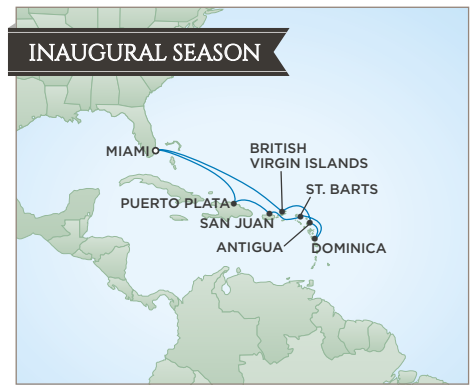 INAUGURAL SEASON
MIAMI
BRITISH
VIRGIN ISLANDS
ST. BARTS
PUERTO PLATA
SAN JUAN
ANTIGUA
DOMINICA